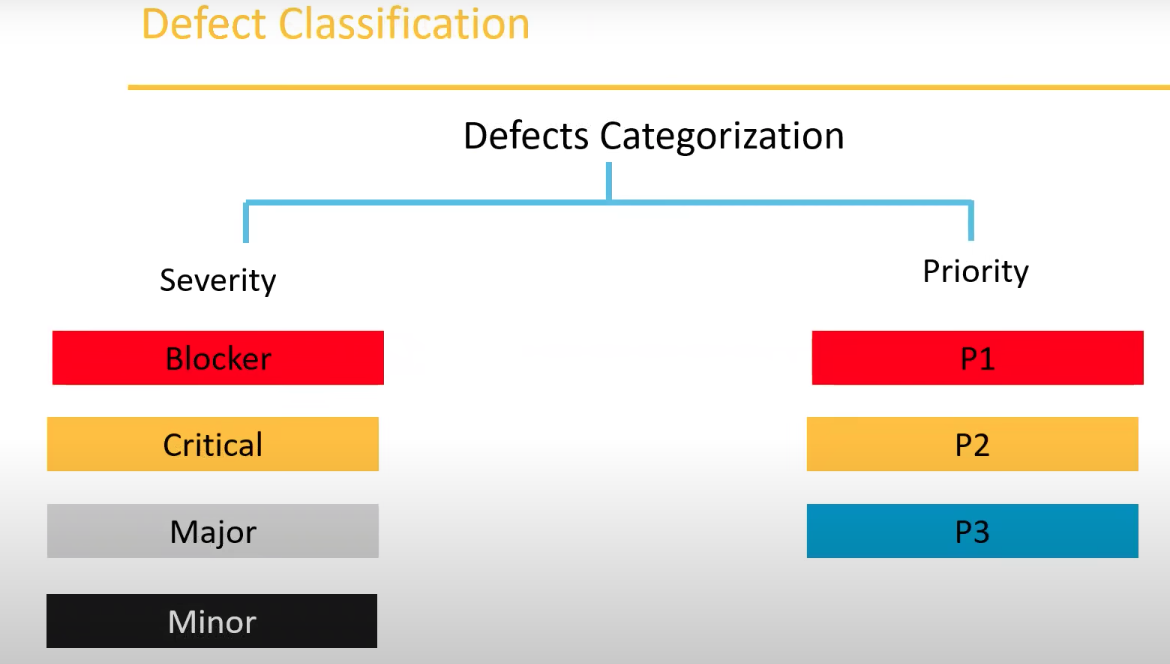 Defect Classification
Defects Categorization
Severity
Priority
Blocker
P1
Critical
P2
Major
P3
Minor